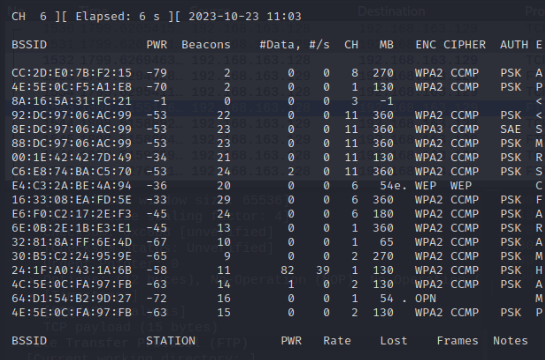 CH  6 ][ Elapsed: 6 s ][ 2023-10-23 11:03
BSSID              PWR  Beacons    #Data, #/s  CH   MB   ENC CIPHER  AUTH E
CC:2D:E0:7B:F2:15  -79        2        0    0   8  270   WPA2 CCMP   PSK  A
4E:5E:0C:F5:A1:E8  -70        2        0    0   1  130   WPA2 CCMP   PSK  P
8A:16:5A:31:FC:21   -1        0        0    0   3   -1                    <
92:DC:97:06:AC:99  -53       22        0    0  11  360   WPA2 CCMP   PSK  <
8E:DC:97:06:AC:99  -53       23        0    0  11  360   WPA3 CCMP   SAE  S
88:DC:97:06:AC:99  -53       23        0    0  11  360   WPA2 CCMP   PSK  M
00:1E:42:42:7D:49  -34       21        0    0  11  130   WPA2 CCMP   PSK  R
C6:E8:74:BA:C5:70  -53       24        2    0  11  360   WPA2 CCMP   PSK  S
E4:C3:2A:BE:4A:94  -36       20        0    0   6   54e. WEP  WEP         C
16:33:08:EA:FD:5E  -33       29        0    0   6  360   WPA2 CCMP   PSK  F
E6:F0:C2:17:2E:F3  -45        6        0    0   6  180   WPA2 CCMP   PSK  A
6E:0B:2E:1B:E3:E1  -45       13        0    0   1  360   WPA2 CCMP   PSK  R
32:81:8A:FF:6E:4D  -67       10        0    0   1   65   WPA2 CCMP   PSK  A
30:B5:C2:24:95:9E  -65        9        0    0   2  270   WPA2 CCMP   PSK  M
24:1F:A0:43:1A:6B  -58       11       82   39   1  130   WPA2 CCMP   PSK  H
4C:5E:0C:FA:97:FB  -63       14        1    0   2  130   WPA2 CCMP   PSK  A
64:D1:54:B2:9D:27  -72       16        0    0   1   54 . OPN              M
4E:5E:0C:FA:97:FB  -63       15        0    0   2  130   WPA2 CCMP   PSK  P
BSSID              STATION            PWR   Rate    Lost    Frames  Notes